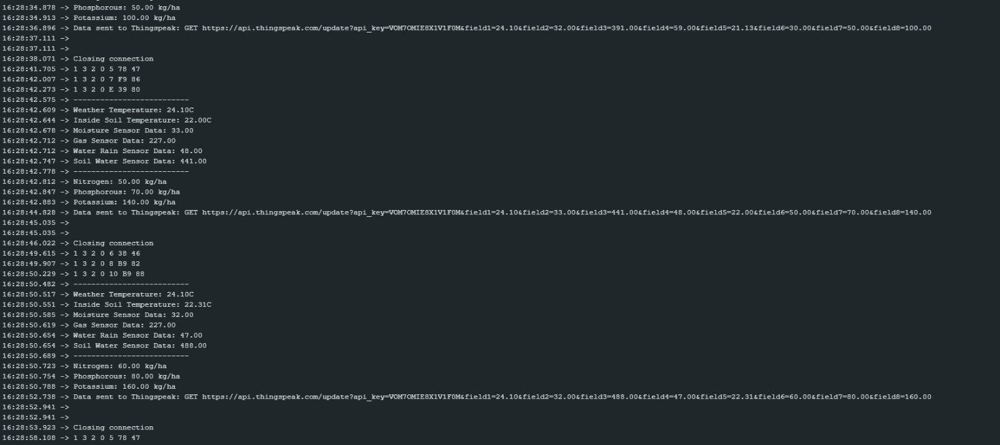 16:28:34.878 -> Phosphorous: 50.00 kg/ha
16:28:34.913 -> Potassium: 100.00 kg/ha
16:28:36.896 -> Data sent to Thingspeak: GET https://api.thingspeak.com/update?api_key=VOM7OMIE8X1V1F0M&field1=24.10&field2=32.00&field3=391.00&field4=59.00&field5=21.13&field6=30.00&field7=50.00&field8=100.00
16:28:37.111 ->
16:28:37.111 ->
16:28:38.071 -> Closing connection
16:28:41.705 -> 1 3 2 0 5 78 47
16:28:42.007 -> 1 3 2 0 7 F9 86
16:28:42.273 -> 1 3 2 0 E 39 80
16:28:42.575 -> --------------------------
16:28:42.609 -> Weather Temperature: 24.10C
16:28:42.644 -> Inside Soil Temperature: 22.00C
16:28:42.678 -> Moisture Sensor Data: 33.00
16:28:42.712 -> Gas Sensor Data: 227.00
16:28:42.712 -> Water Rain Sensor Data: 48.00
16:28:42.747 -> Soil Water Sensor Data: 441.00
16:28:42.778 -> --------------------------
16:28:42.812 -> Nitrogen: 50.00 kg/ha
16:28:42.847 -> Phosphorous: 70.00 kg/ha
16:28:42.883 -> Potassium: 140.00 kg/ha
16:28:44.828 -> Data sent to Thingspeak: GET https://api.thingspeak.com/update?api_key=VOM7OMIE8X1V1F0M&field1=24.10&field2=33.00&field3=441.00&field4=48.00&field5=22.00&field6=50.00&field7=70.00&field8=140.00
16:28:45.035 ->
16:28:45.035 ->
16:28:46.022 -> Closing connection
16:28:49.615 -> 1 3 2 0 6 38 46
16:28:49.907 -> 1 3 2 0 8 B9 82
16:28:50.229 -> 1 3 2 0 10 B9 88
16:28:50.482 -> --------------------------
16:28:50.517 -> Weather Temperature: 24.10C
16:28:50.551 -> Inside Soil Temperature: 22.31C
16:28:50.585 -> Moisture Sensor Data: 32.00
16:28:50.619 -> Gas Sensor Data: 227.00
16:28:50.654 -> Water Rain Sensor Data: 47.00
16:28:50.654 -> Soil Water Sensor Data: 488.00
16:28:50.689 -> --------------------------
16:28:50.723 -> Nitrogen: 60.00 kg/ha
16:28:50.754 -> Phosphorous: 80.00 kg/ha
16:28:50.788 -> Potassium: 160.00 kg/ha
16:28:52.738 -> Data sent to Thingspeak: GET https://api.thingspeak.com/update?api_key=VOM7OMIE8X1V1F0M&field1=24.10&field2=32.00&field3=488.00&field4=47.00&field5=22.31&field6=60.00&field7=80.00&field8=160.00
16:28:52.941 ->
16:28:52.941 ->
16:28:53.923 -> Closing connection
16:28:58.108 -> 1 3 2 0 5 78 47